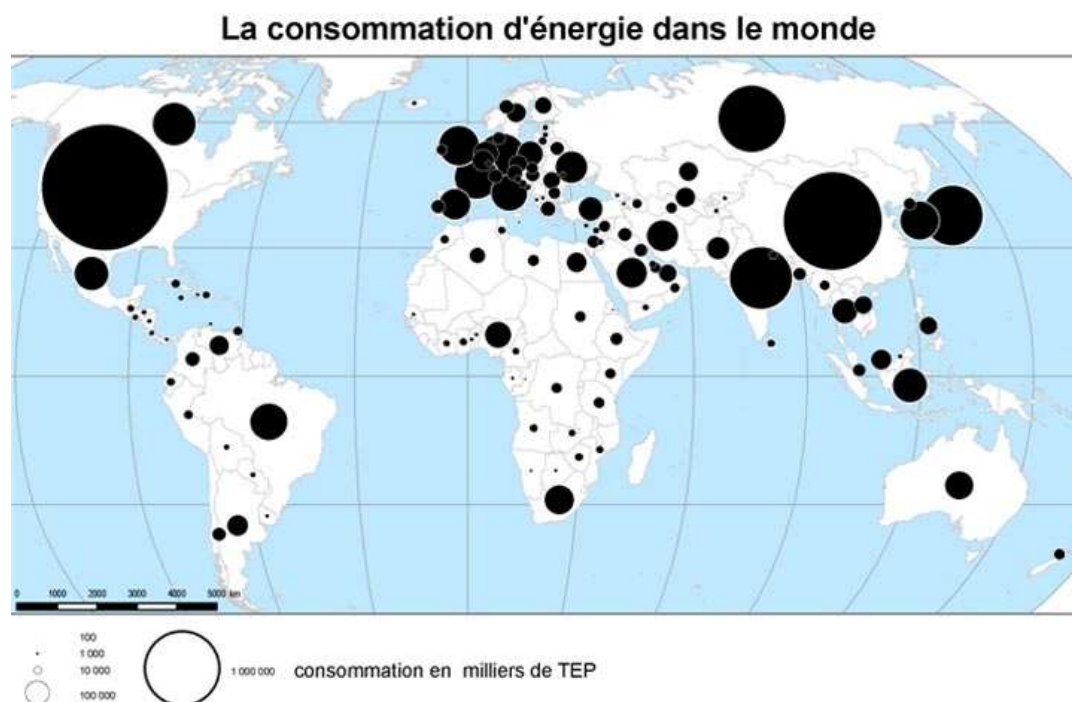 La consommation d'énergie dans le monde
0 1000 2000 3000 4000 5000 km
100
1 000
10 000
100 000
1 000 000
consommation en milliers de TEP